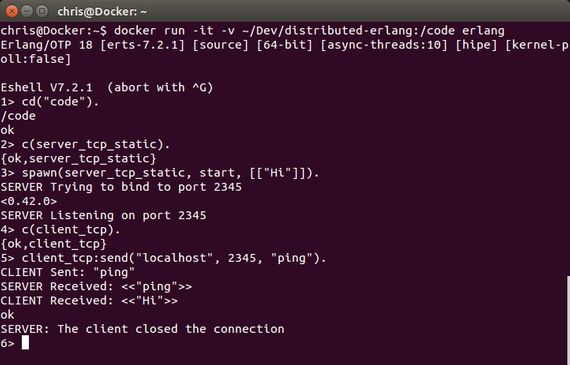 chris@Docker: ~
chris@Docker:~$ docker run -it -v ~/Dev/distributed-erlang:/code erlang
Erlang/OTP 18 [erts-7.2.1] [source] [64-bit] [async-threads:10] [hipe] [kernel-p
oll:false]
Eshell V7.2.1  (abort with ^G)
1> cd("code").
/code
ok
2> c(server_tcp_static).
{ok,server_tcp_static}
3> spawn(server_tcp_static, start, [["Hi"]]).
SERVER Trying to bind to port 2345
<0.42.0>
SERVER Listening on port 2345
4> c(client_tcp).
{ok,client_tcp}
5> client_tcp:send("localhost", 2345, "ping").
CLIENT Sent: "ping"
SERVER Received: <<"ping">>
CLIENT Received: <<"Hi">>
ok
SERVER: The client closed the connection
6>